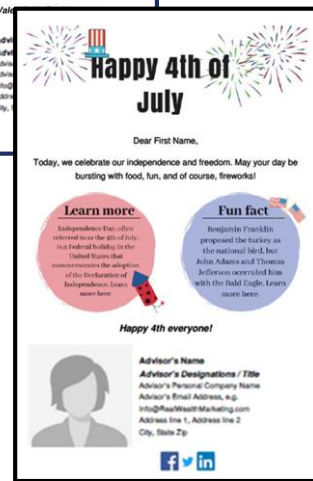 Happy 4th of
July
Dear First Name,
Today, we celebrate our independence and freedom. May your day be
bursting with food, fun, and of course, fireworks!
Learn more
Independence Day, often
referred to as the 4th of July,
is a Federal holiday in the
United States that
commemorates the adoption
of the Declaration of
Independence. Learn
more here.
Fun fact
Benjamin Franklin
proposed the turkey as
the national bird, but
John Adams and Thomas
Jefferson ocerruled him
with the Bald Eagle. Learn
more here.
Happy 4th everyone!
Advisor's Name
Advisor's Designations / Title
Advisor's Personal Company Name
Advisor's Email Address, e.g.
Info@RealWealthMarketing.com
Address line 1, Address line 2
City, State Zip